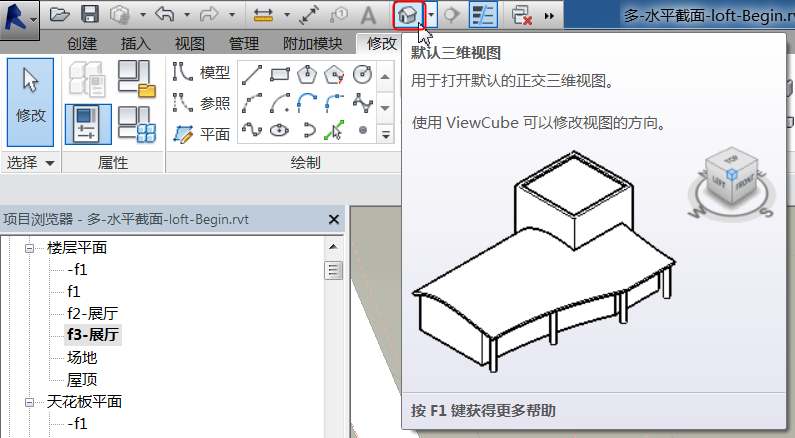 多-水平截面-loft-Begin.rvt
创建 插入 视图 管理 附加模块 修改
修改
模型
参照
平面
选择 属性 绘制
默认三维视图
用于打开默认的正交三维视图。
使用 ViewCube 可以修改视图的方向。
TOP
LEFT FRONT
W S
按 F1 键获得更多帮助
项目浏览器 - 多-水平截面-loft-Begin.rvt
楼层平面
-f1
f1
f2-展厅
f3-展厅
场地
屋顶
天花板平面
-f1